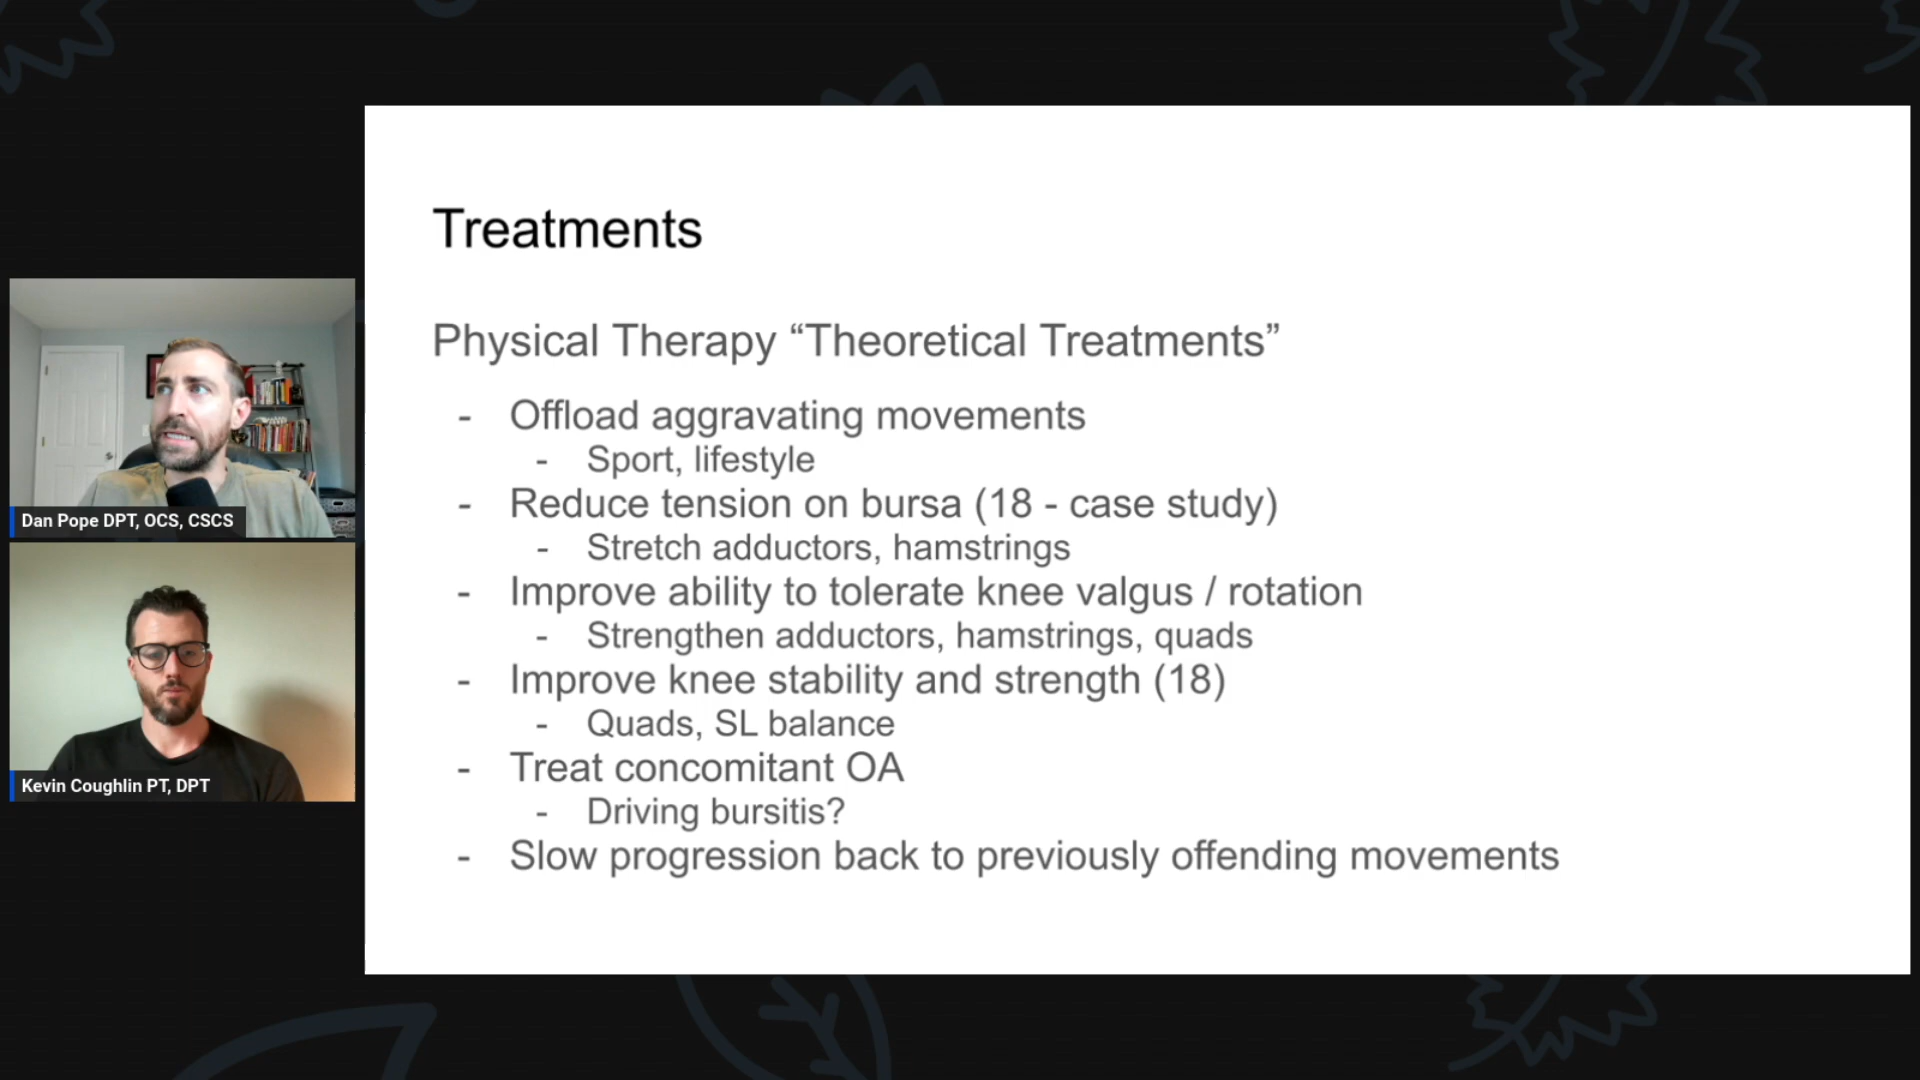 Treatments
Physical Therapy “Theoretical Treatments”
- Offload aggravating movements
- Sport, lifestyle
- Reduce tension on bursa (18 - case study)
- Stretch adductors, hamstrings
- Improve ability to tolerate knee valgus / rotation
- Strengthen adductors, hamstrings, quads
- Improve knee stability and strength (18)
- Quads, SL balance
- Treat concomitant OA
- Driving bursitis?
- Slow progression back to previously offending movements
Dan Pope DPT, OCS, CSCS
Kevin Coughlin PT, DPT